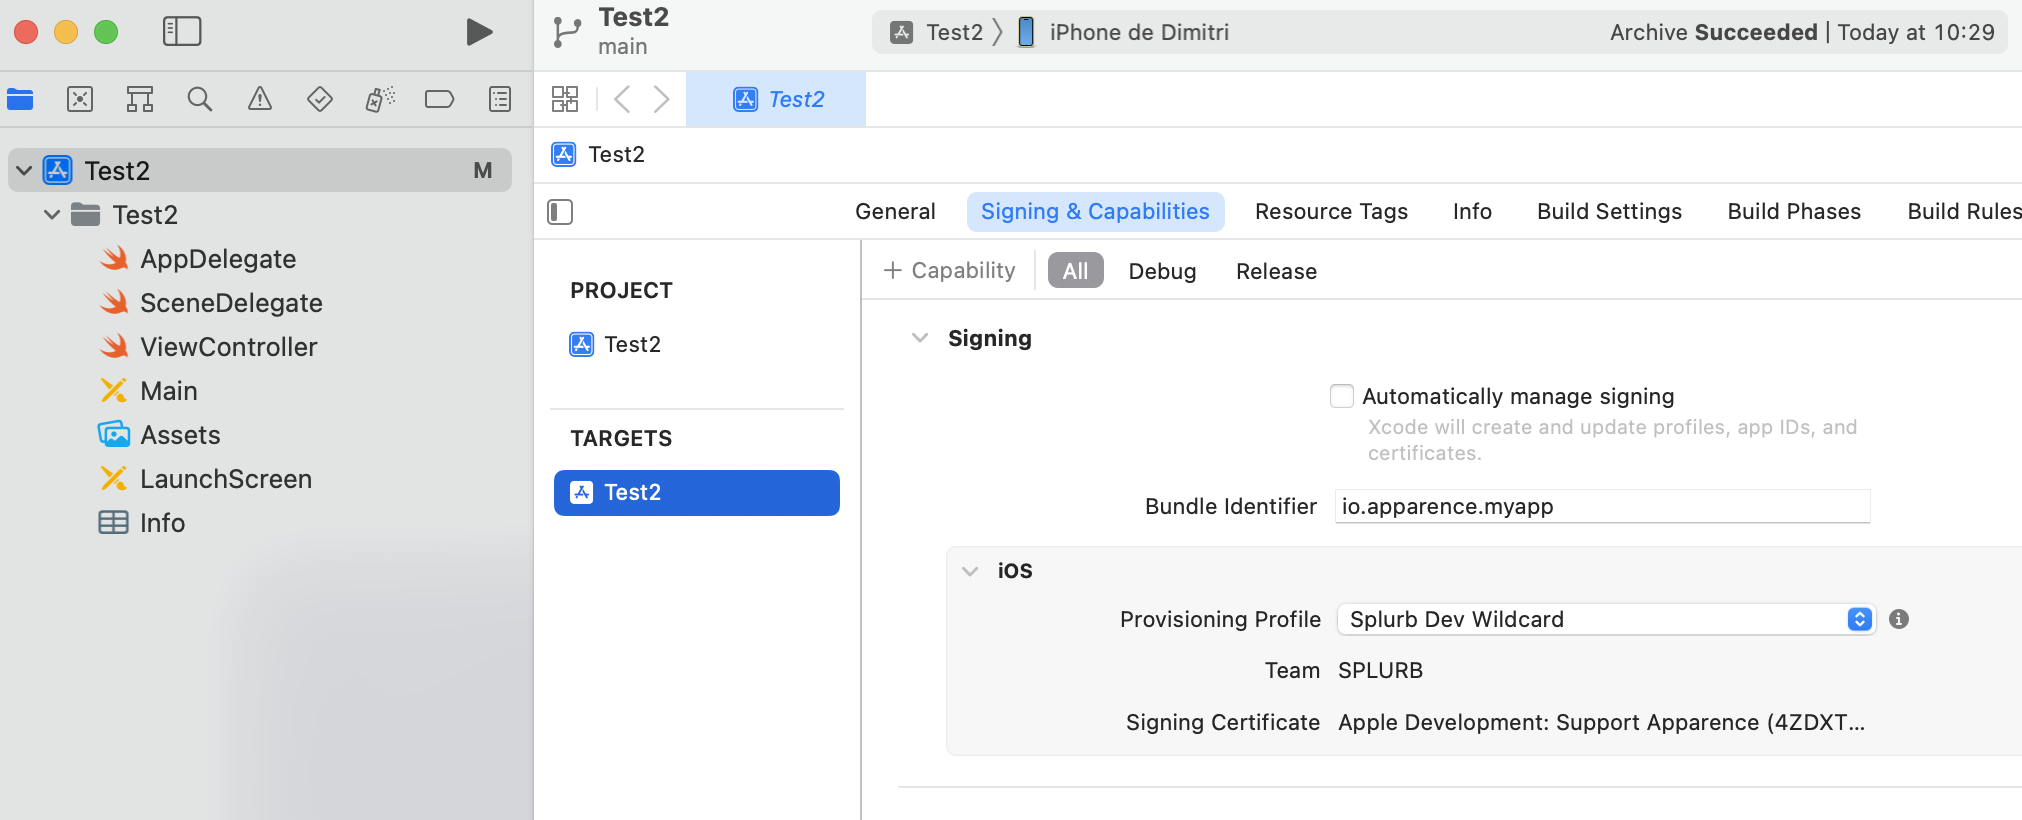 Test2
main
Test2
iPhone de Dimitri
Archive Succeeded | Today at 10:29
Test2
Test2
M
Test2
AppDelegate
SceneDelegate
ViewController
Main
Assets
LaunchScreen
Info
Test2
General
Signing & Capabilities
Resource Tags
Info
Build Settings
Build Phases
Build Rules
PROJECT
Test2
TARGETS
Test2
+ Capability
All
Debug
Release
Signing
Automatically manage signing
Xcode will create and update profiles, app IDs, and
certificates.
Bundle Identifier io.apparence.myapp
iOS
Provisioning Profile Splurb Dev Wildcard
Team SPLURB
Signing Certificate Apple Development: Support Apparence (4ZDXT...